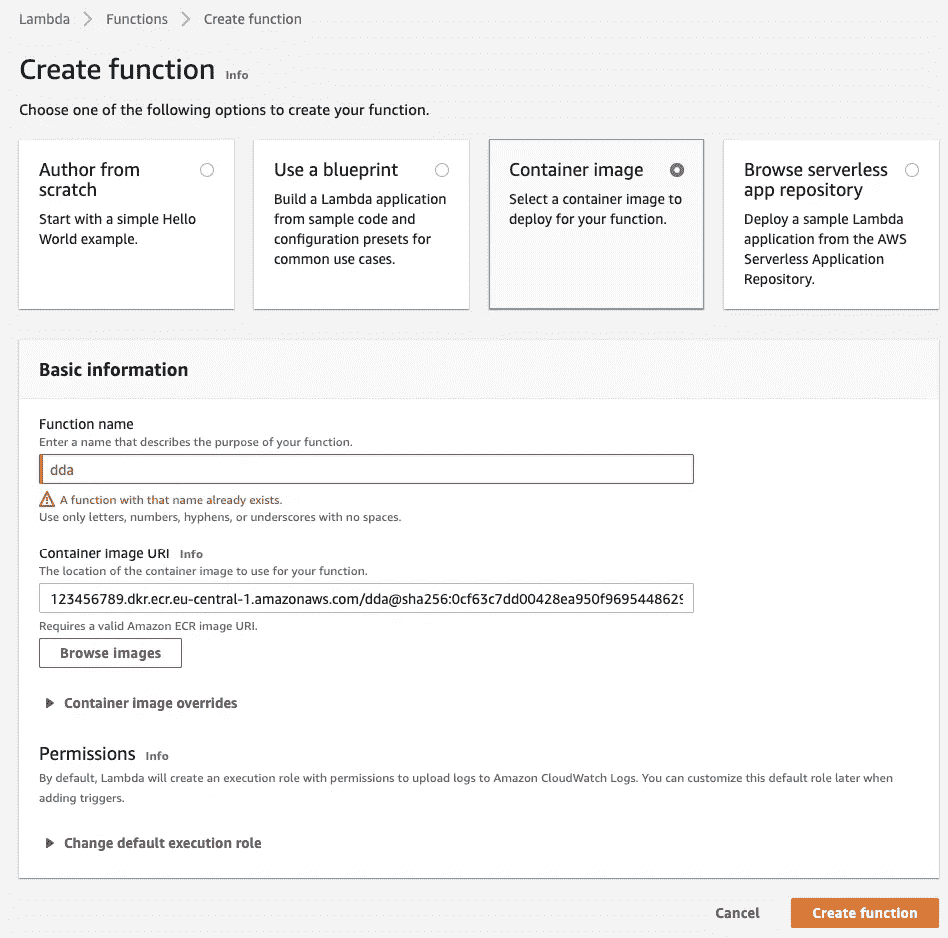 Lambda > Functions > Create function
Create function Info
Choose one of the following options to create your function.
Author from
scratch
Start with a simple Hello
World example.
Use a blueprint
Build a Lambda application
from sample code and
configuration presets for
common use cases.
Container image
Select a container image to
deploy for your function.
Browse serverless
app repository
Deploy a sample Lambda
application from the AWS
Serverless Application
Repository.
Basic information
Function name
Enter a name that describes the purpose of your function.
dda
A function with that name already exists.
Use only letters, numbers, hyphens, or underscores with no spaces.
Container image URI Info
The location of the container image to use for your function.
123456789.dkr.ecr.eu-central-1.amazonaws.com/dda@sha256:0cf63c7dd00428ea950f969544862９
Requires a valid Amazon ECR image URI.
Browse images
Container image overrides
Permissions Info
By default, Lambda will create an execution role with permissions to upload logs to Amazon CloudWatch Logs. You can customize this default role later when
adding triggers.
Change default execution role
Cancel
Create function